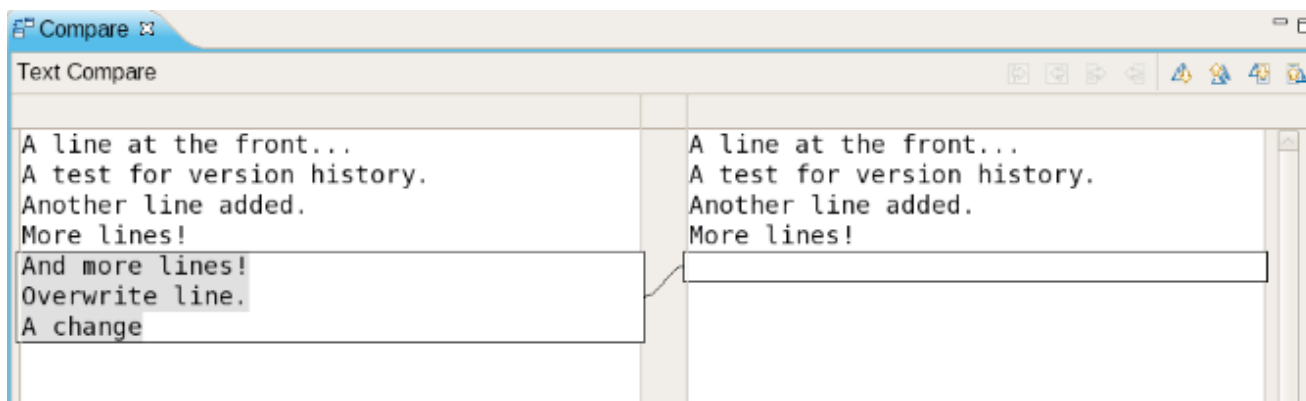 Compare
Text Compare
A line at the front...
A test for version history.
Another line added.
More lines!
And more lines!
Overwrite line.
A change
A line at the front...
A test for version history.
Another line added.
More lines!